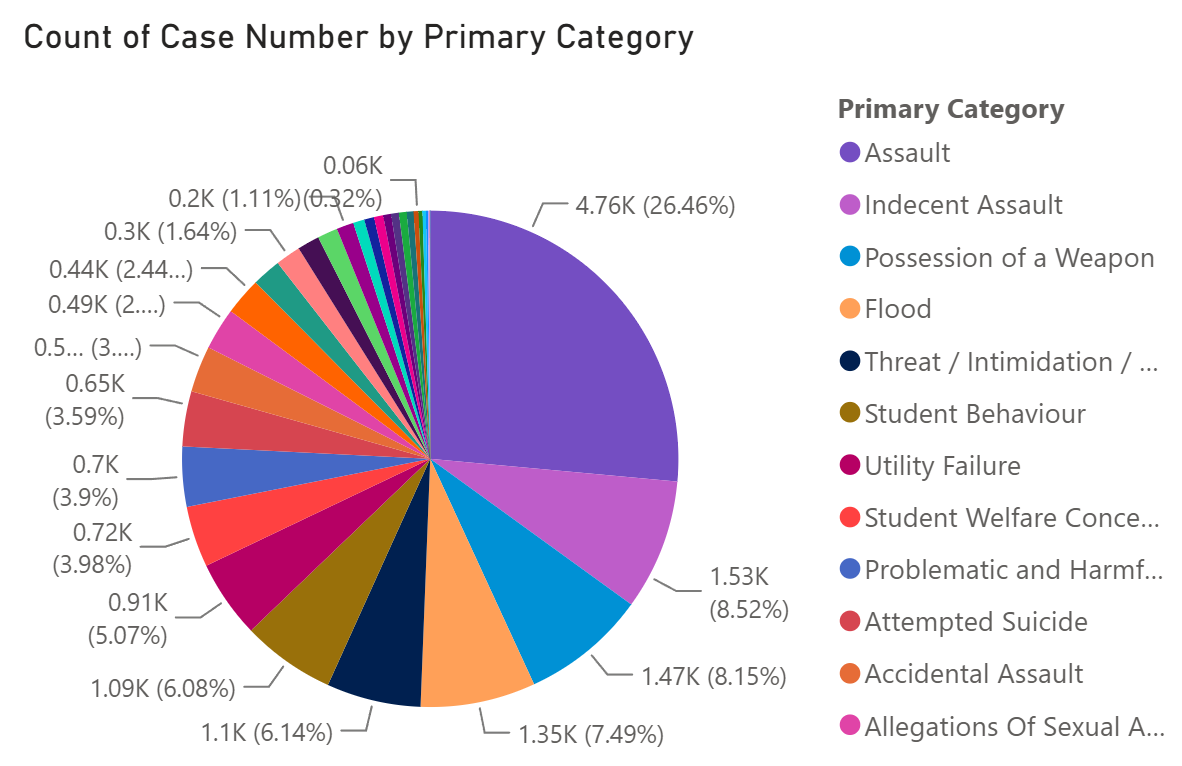 Count of Case Number by Primary Category
0.06K
(0.32%)
4.76K (26.46%)
1.53K
(8.52%)
1.47K (8.15%)
1.35K (7.49%)
1.1K (6.14%)
1.09K (6.08%)
0.91K
(5.07%)
0.72K
(3.98%)
0.7K
(3.9%)
0.65K
(3.59%)
0.5... (3....)
0.49K (2....)
0.44K (2.44...)
0.3K (1.64%)
0.2K (1.11%)
Primary Category
Assault
Indecent Assault
Possession of a Weapon
Flood
Threat / Intimidation / ...
Student Behaviour
Utility Failure
Student Welfare Conce...
Problematic and Harmf...
Attempted Suicide
Accidental Assault
Allegations Of Sexual A...